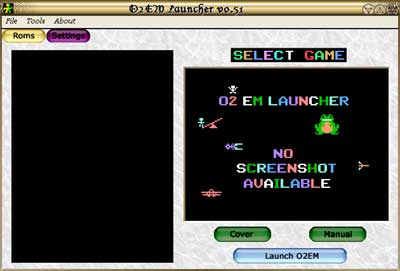 O2EM Launcher v0.51
File Tools About
Roms Settings
SELECT GAME
O2 EM LAUNCHER
NO
SCREENSHOT
AVAILABLE
Cover Manual
Launch O2EM